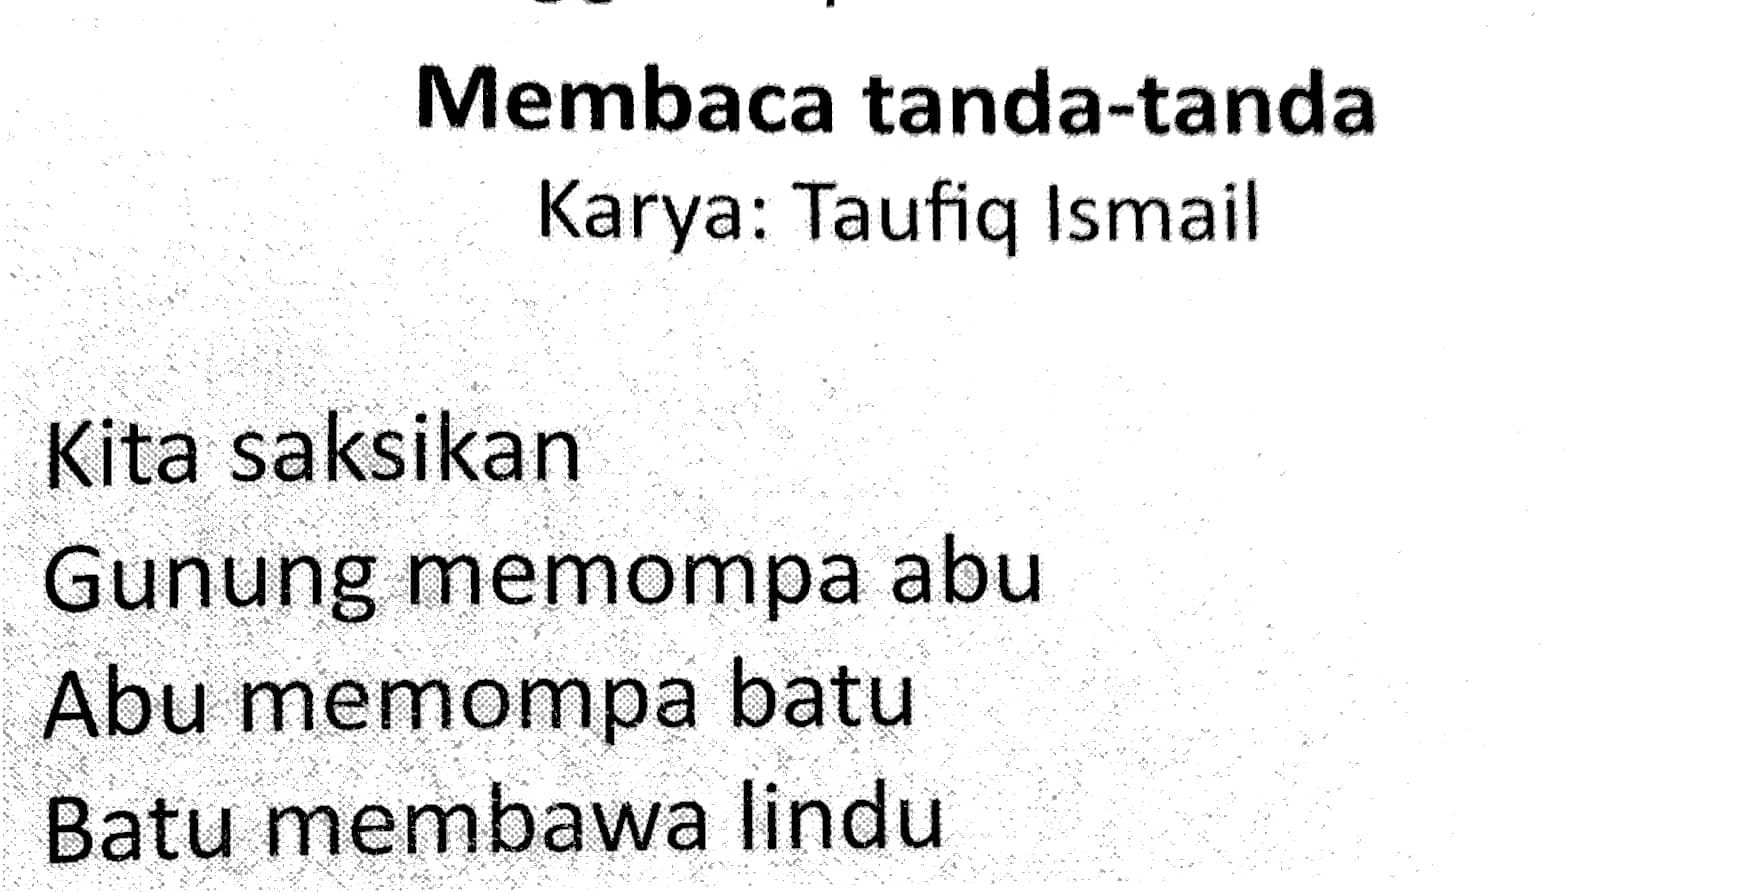 Membaca tanda-tanda
Karya: Taufiq Ismail
Kita saksikan
Gunung memompa abu
Abu memompa batu
Batu membawa lindu